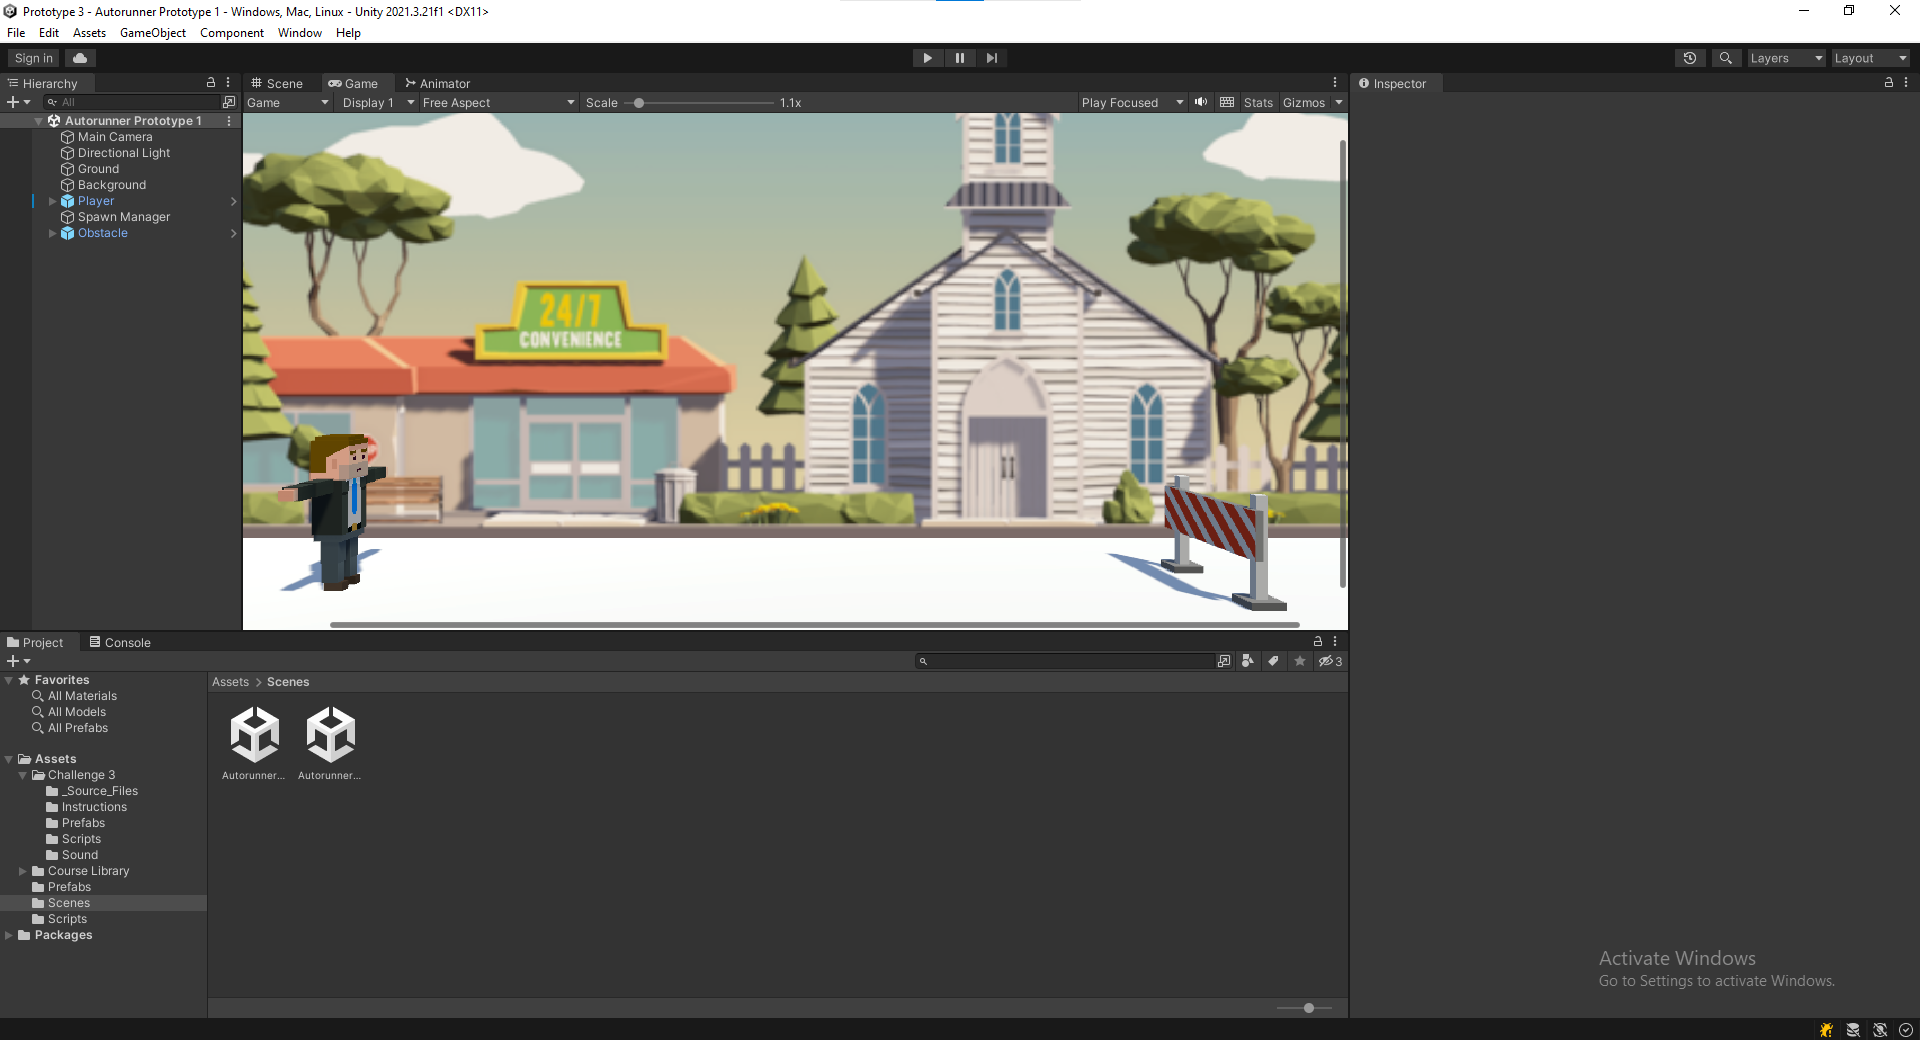 Prototype 3 - Autorunner Prototype 1 - Windows, Mac, Linux - Unity 2021.3.21f1 <DX11>
File Edit Assets GameObject Component Window Help
Sign in
Layers
Layout
Hierarchy
All
Autorunner Prototype 1
Main Camera
Directional Light
Ground
Background
Player
Spawn Manager
Obstacle
Scene
Game
Animator
Game
Display 1
Free Aspect
Scale
1.1x
Play Focused
Stats
Gizmos
24/7
CONVENIENCE
Inspector
Project
Console
3
Favorites
All Materials
All Models
All Prefabs
Assets
Challenge 3
_Source_Files
Instructions
Prefabs
Scripts
Sound
Course Library
Prefabs
Scenes
Scripts
Packages
Assets > Scenes
Autorunner...
Autorunner...
Activate Windows
Go to Settings to activate Windows.